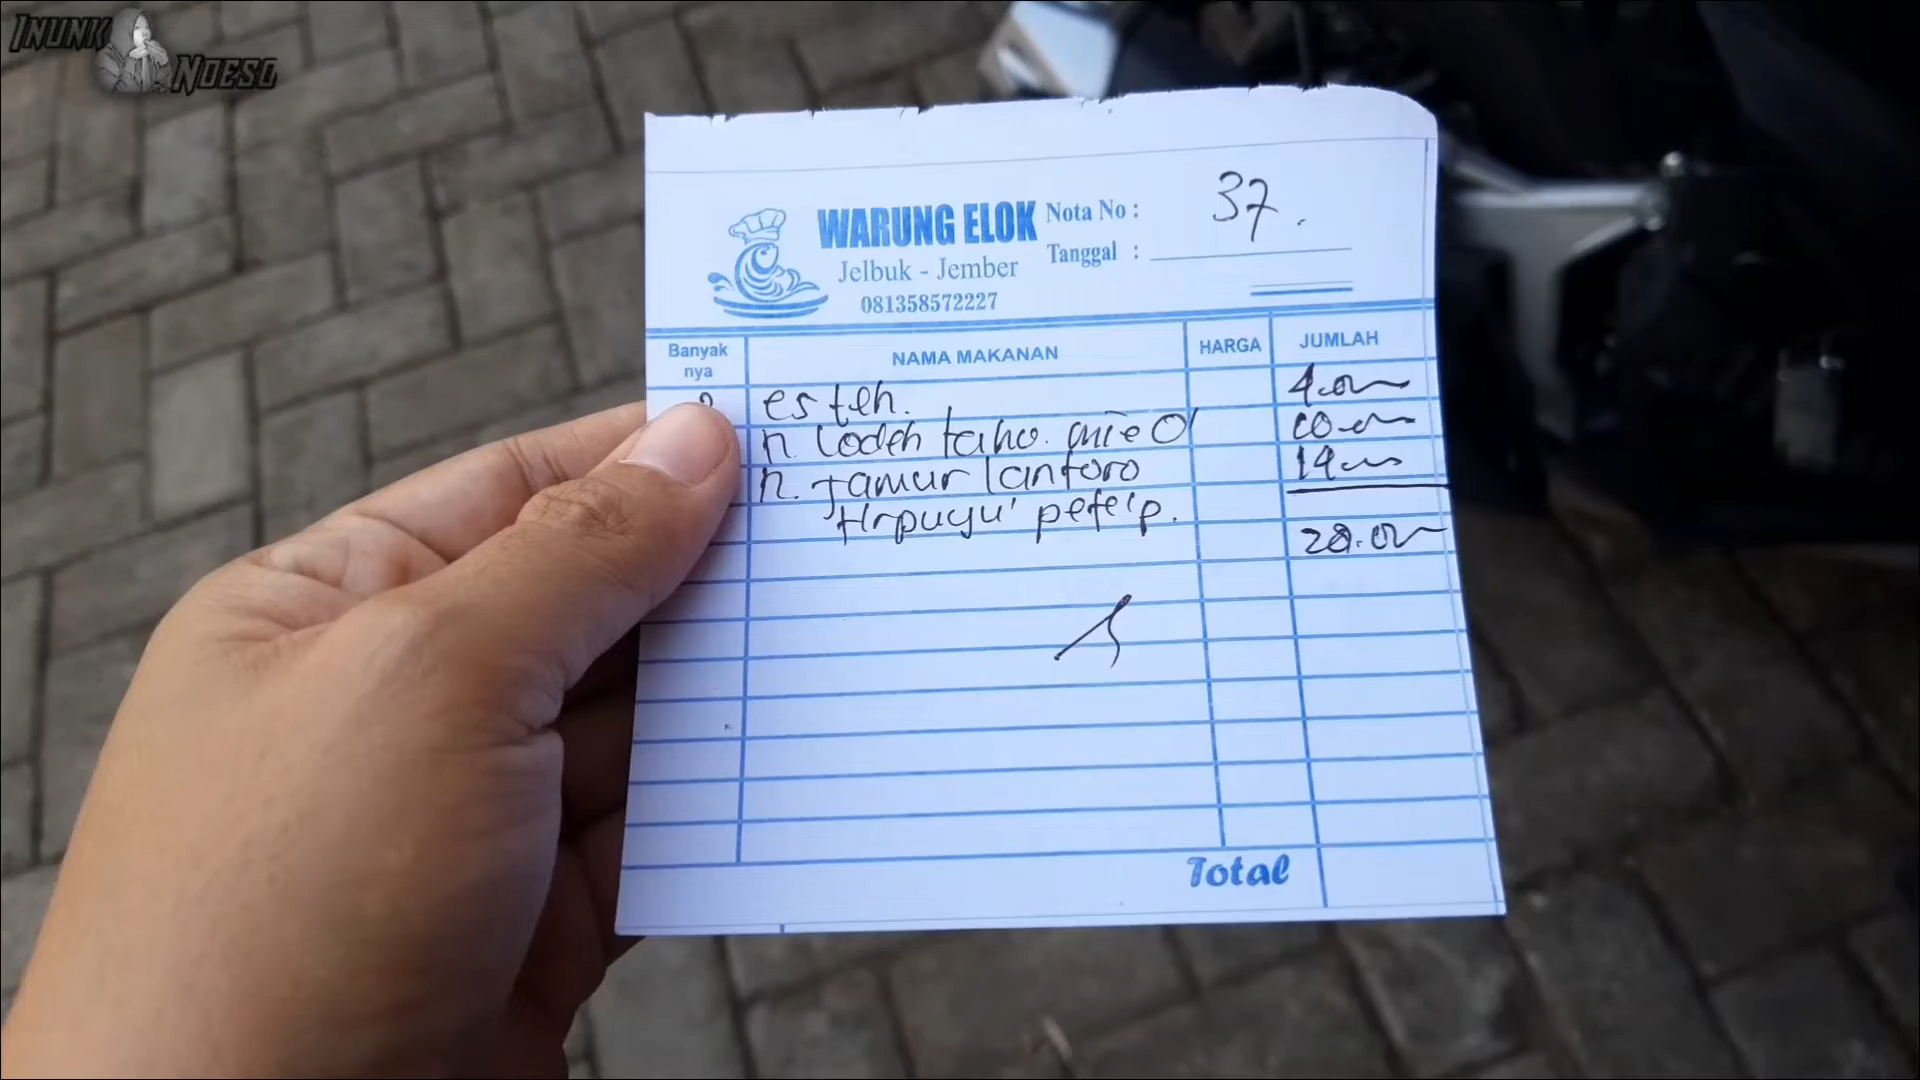 INUNK NOESO
WARUNG ELOK
Jelbuk - Jember
081358572227
Nota No : 37.
Tanggal :
Banyak nya NAMA MAKANAN HARGA JUMLAH
es teh. 4.000
n. lodeh tahu. mie 10.000
n. Jamur lantoro 14.000
28.000
Total